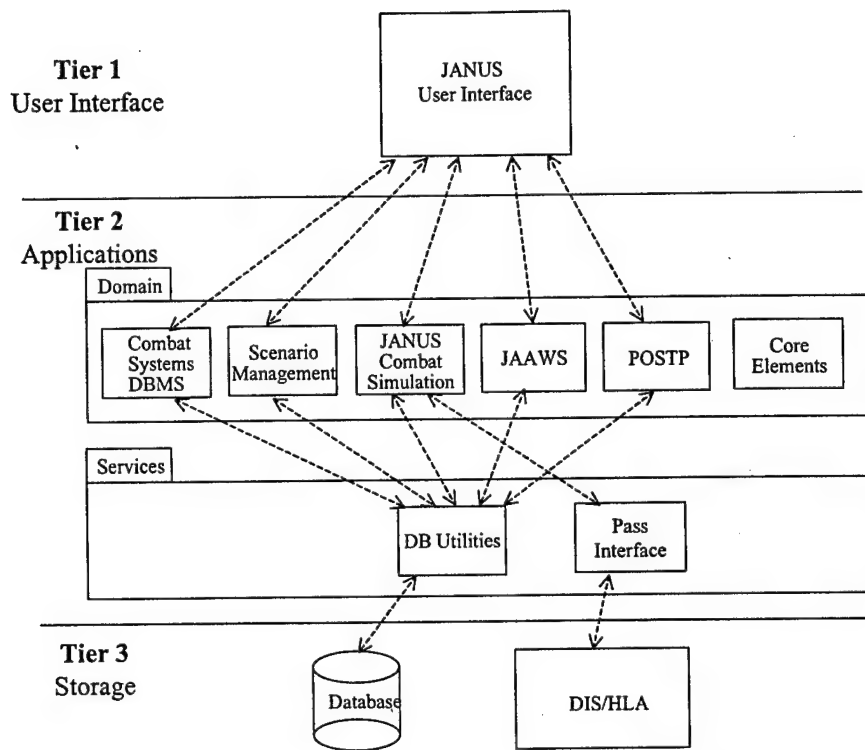 Tier 1
User Interface
JANUS
User Interface
Tier 2
Applications
Domain
Combat
Systems
DBMS
Scenario
Management
JANUS
Combat
Simulation
JAAWS
POSTP
Core
Elements
Services
DB Utilities
Pass
Interface
Tier 3
Storage
Database
DIS/HLA